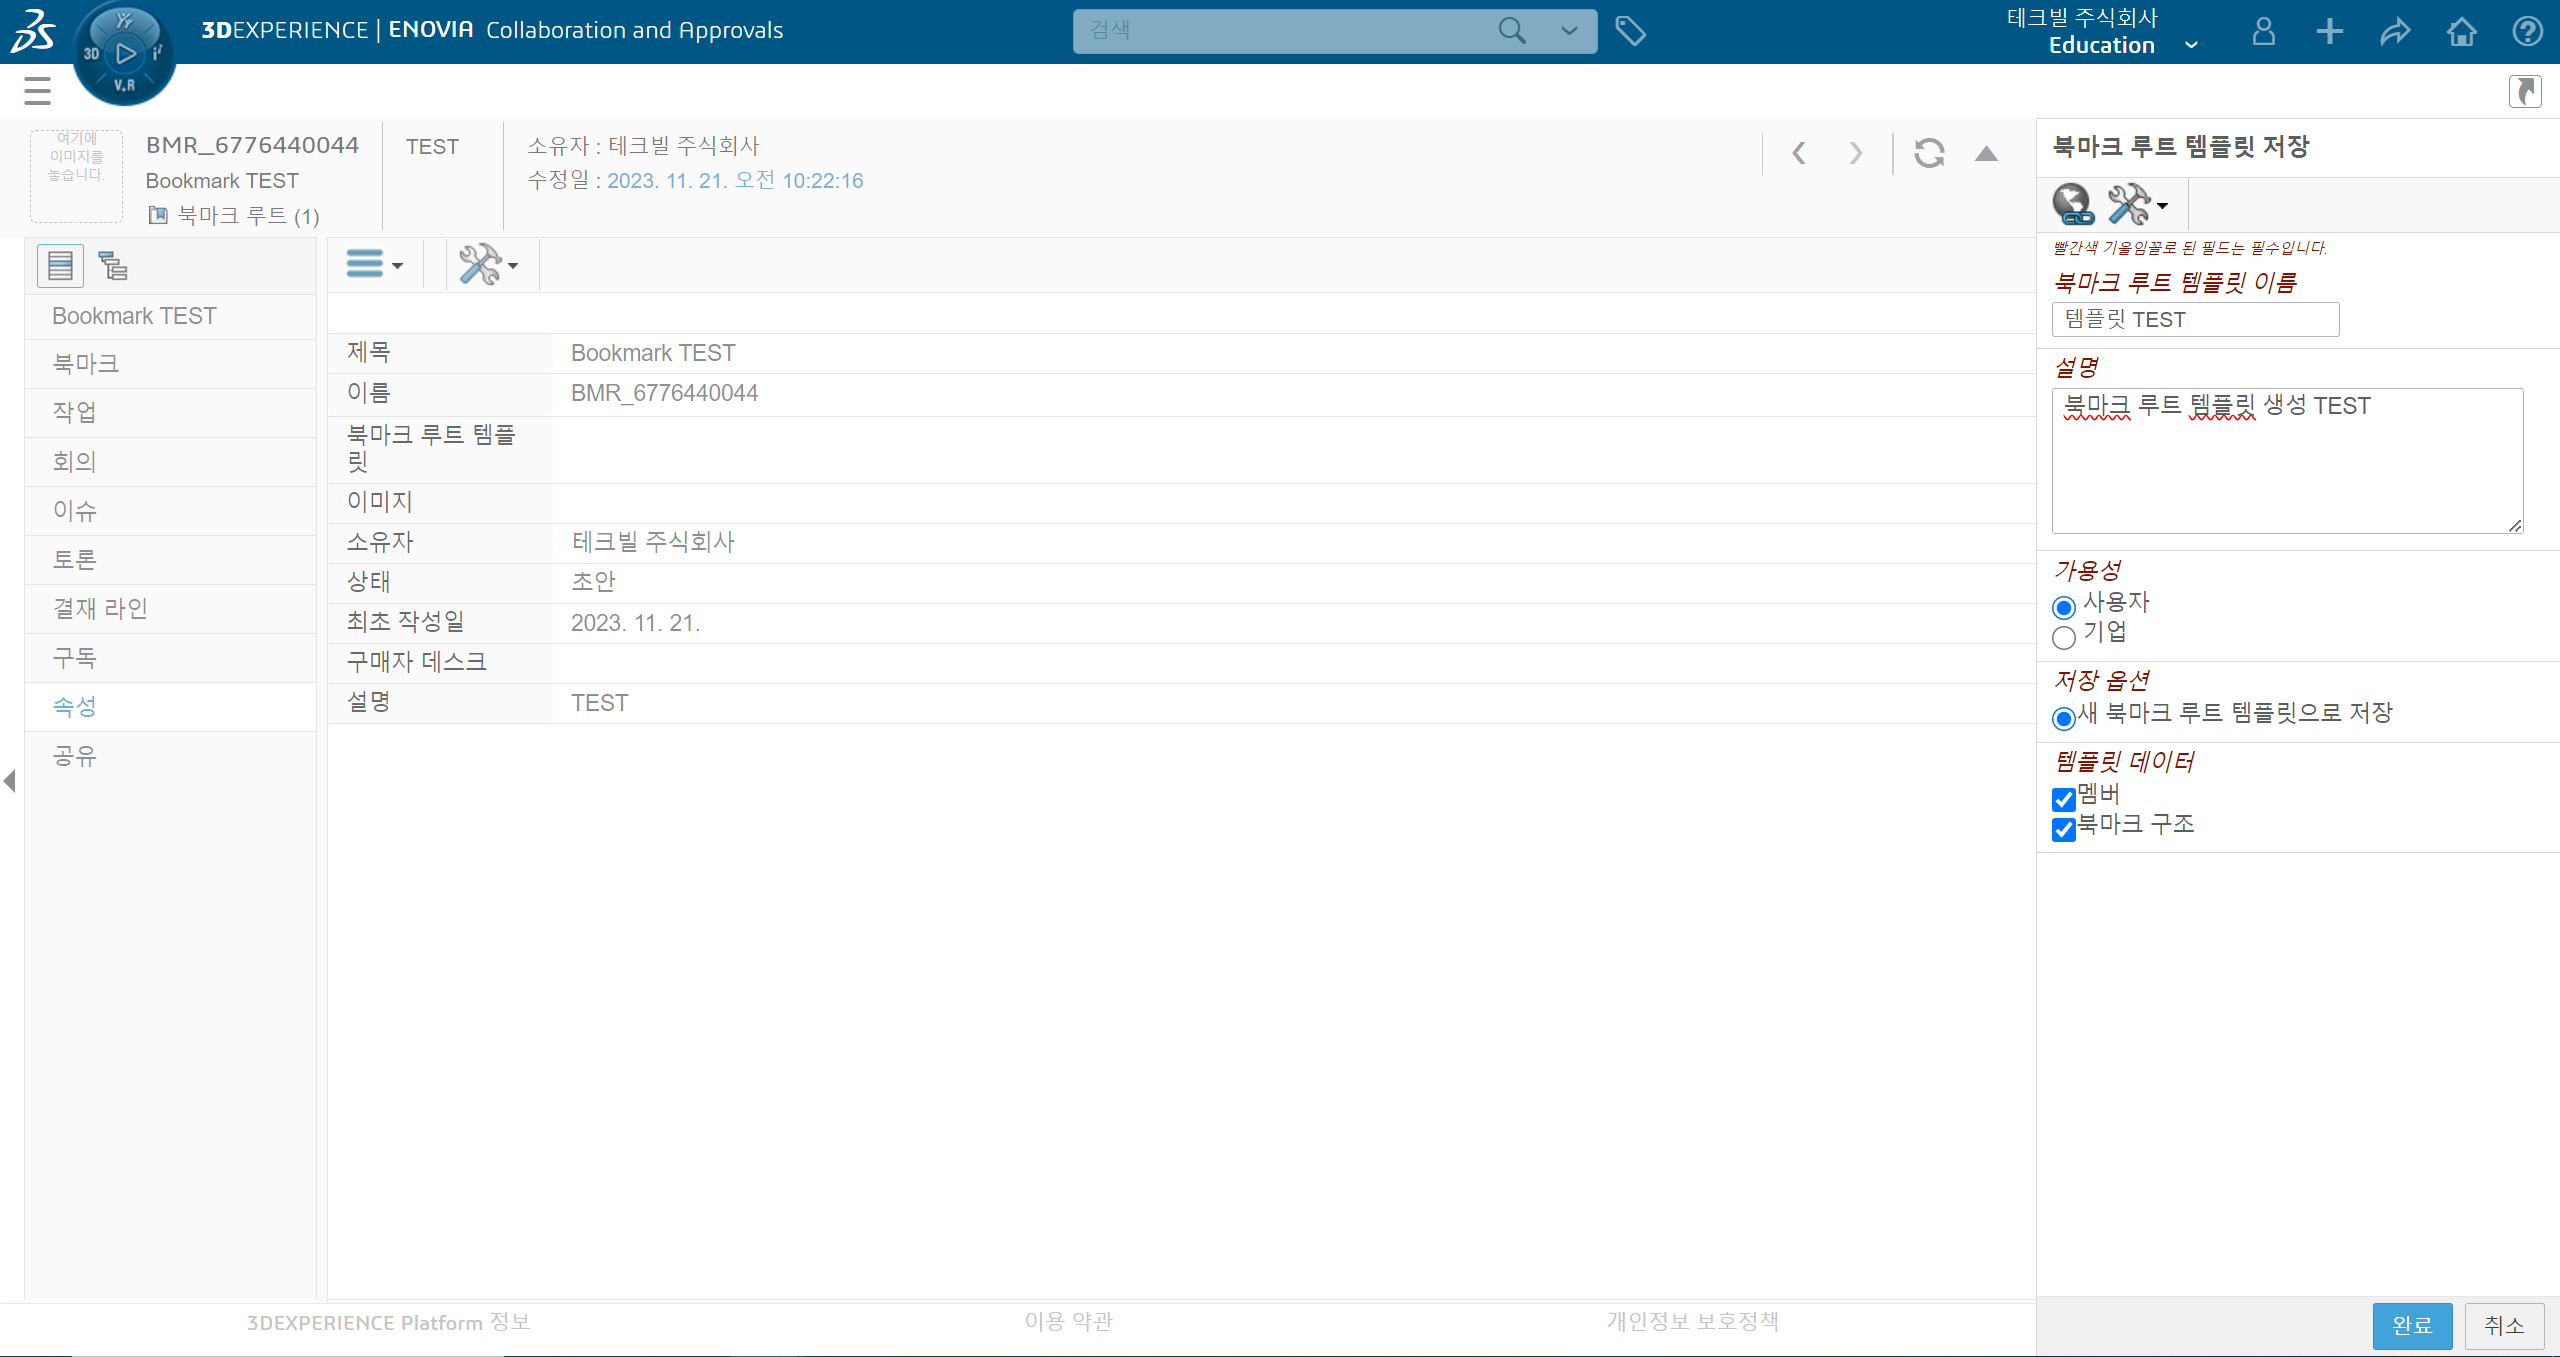 3DEXPERIENCE | ENOVIA Collaboration and Approvals
검색
테크빌 주식회사
Education
3D
V,R
여기에
이미지를
놓습니다.
BMR_6776440044
Bookmark TEST
북마크 루트 (1)
TEST
소유자 : 테크빌 주식회사
수정일 : 2023. 11. 21. 오전 10:22:16
Bookmark TEST
북마크
작업
회의
이슈
토론
결재 라인
구독
속성
공유
제목 Bookmark TEST
이름 BMR_6776440044
북마크 루트 템플
릿
이미지
소유자 테크빌 주식회사
상태 초안
최초 작성일 2023. 11. 21.
구매자 데스크
설명 TEST
북마크 루트 템플릿 저장
빨간색 기울임꼴로 된 필드는 필수입니다.
북마크 루트 템플릿 이름
템플릿 TEST
설명
북마크 루트 템플릿 생성 TEST
가용성
사용자
기업
저장 옵션
새 북마크 루트 템플릿으로 저장
템플릿 데이터
멤버
북마크 구조
3DEXPERIENCE Platform 정보
이용 약관
개인정보 보호정책
완료
취소